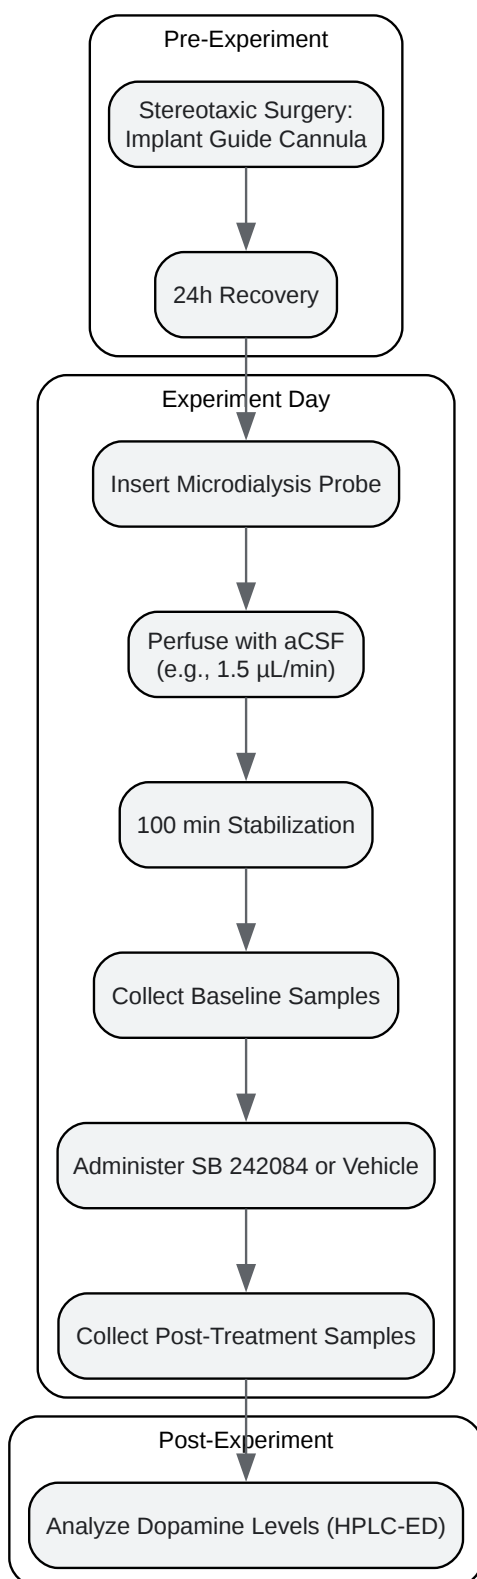 Pre-Experiment
Stereotaxic Surgery:
Implant Guide Cannula
24h Recovery
Experiment Day
Insert Microdialysis Probe
Perfuse with aCSF
(e.g., 1.5 µL/min)
100 min Stabilization
Collect Baseline Samples
Administer SB 242084 or Vehicle
Collect Post-Treatment Samples
Post-Experiment
Analyze Dopamine Levels (HPLC-ED)